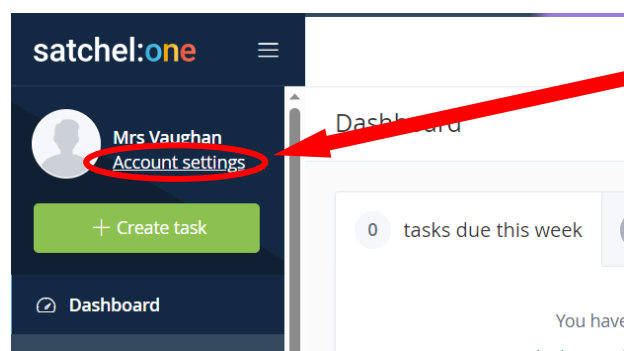 satchel:one
Mrs Vaughan
Account settings
+ Create task
Dashboard
Dashboard
0 tasks due this week
You have